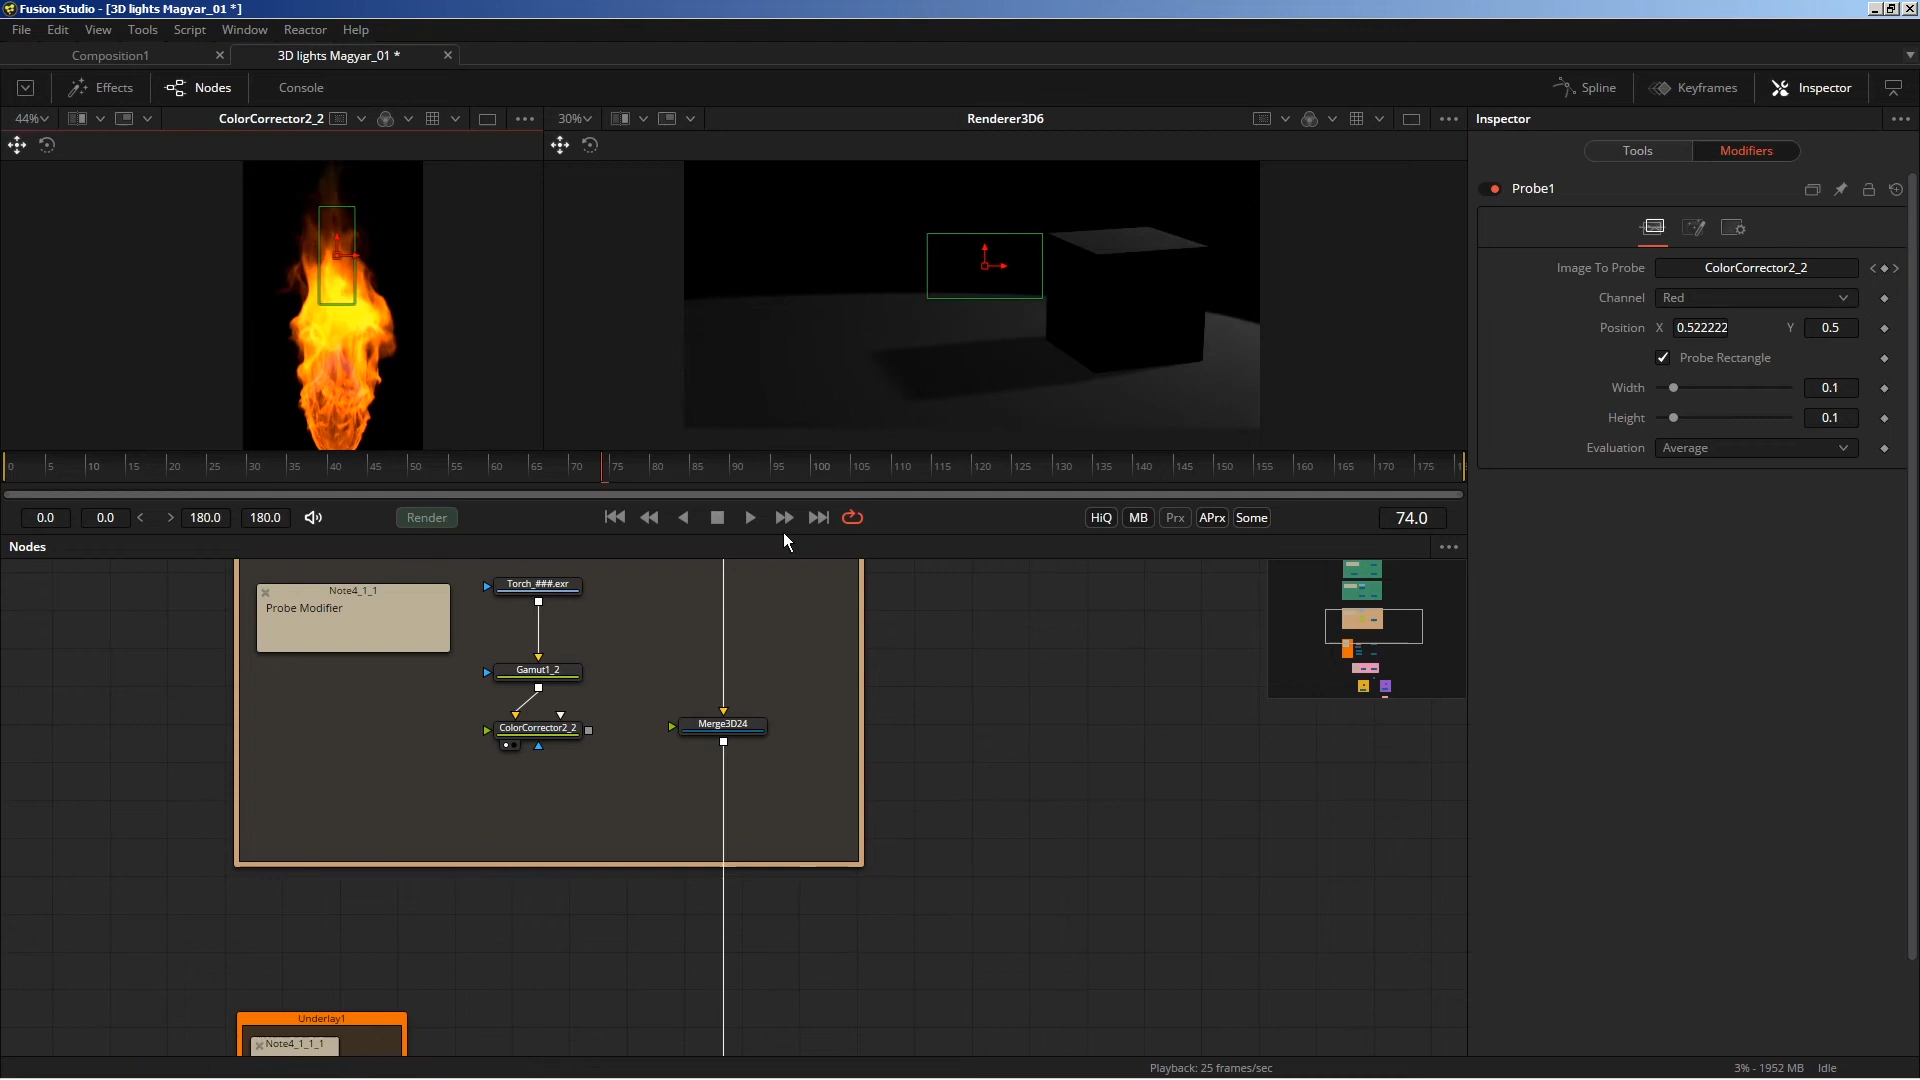 Fusion Studio - [3D lights Magyar_01 *]
File Edit View Tools Script Window Reactor Help
Composition1 3D lights Magyar_01 *
Effects Nodes Console Spline Keyframes Inspector
44% ColorCorrector2_2 30% Renderer3D6 Inspector
Tools Modifiers
Probe1
Image To Probe ColorCorrector2_2
Channel Red
Position X 0.522222 Y 0.5
Probe Rectangle
Width 0.1
Height 0.1
Evaluation Average
0 5 10 15 20 25 30 35 40 45 50 55 60 65 70 75 80 85 90 95 100 105 110 115 120 125 130 135 140 145 150 155 160 165 170 175
0.0 0.0 180.0 180.0 Render HiQ MB Prx APrx Some 74.0
Nodes
Note4_1_1
Probe Modifier
Torch_###.exr
Gamut1_2
ColorCorrector2_2
Merge3D24
Underlay1
Note4_1_1_1
Playback: 25 frames/sec 3% - 1952 MB Idle